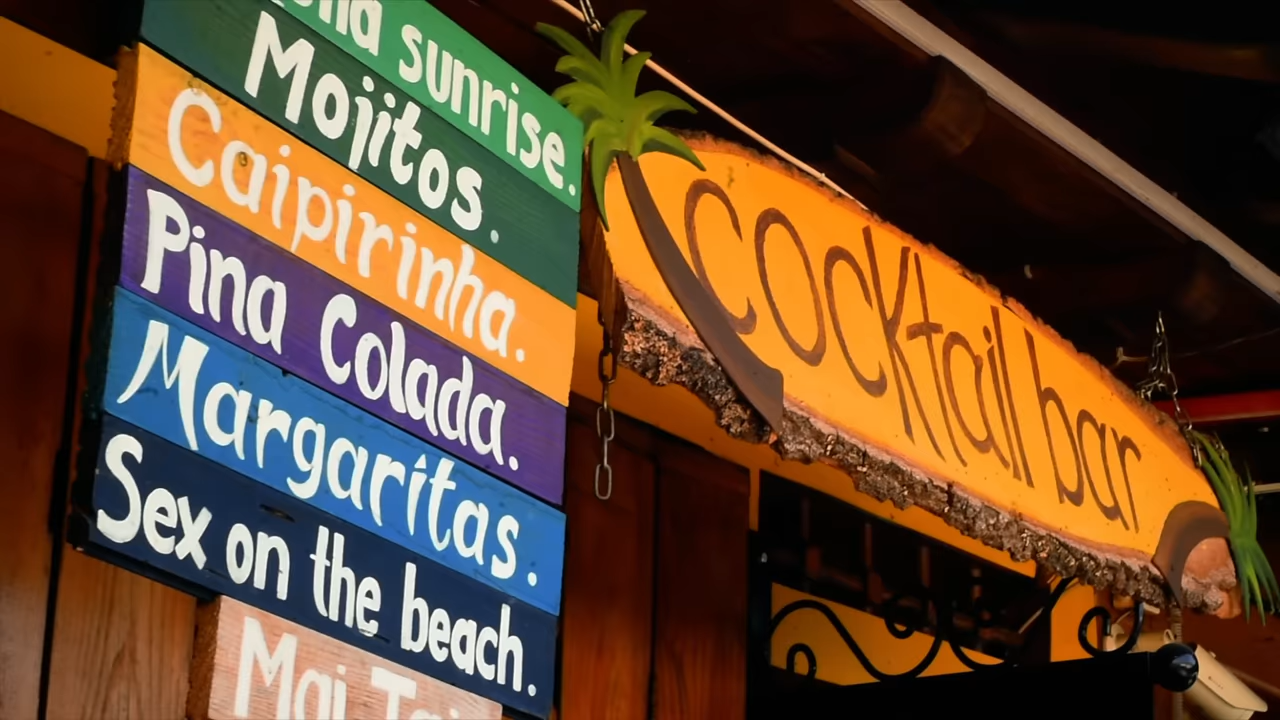 sunrise.
Mojitos.
Caipirinha.
Pina Colada.
Margaritas.
Sex on the beach.
Mai Tai
cocktail bar